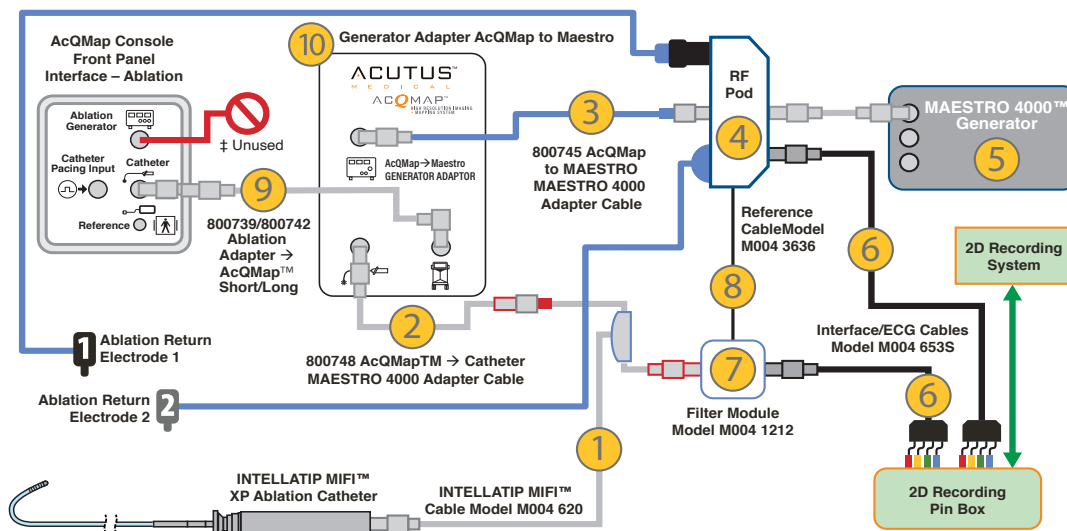 AcQMap Console
Front Panel
Interface – Ablation
Ablation
Generator
‡ Unused
Catheter
Pacing Input
Catheter
Reference
10
Generator Adapter AcQMap to Maestro
ACUTUS™
MEDICAL
ACQMAP™
HIGH RESOLUTION IMAGING
+ MAPPING SYSTEM
AcQMap→Maestro
GENERATOR ADAPTOR
9
800739/800742
Ablation
Adapter →
AcQMap™
Short/Long
3
800745 AcQMap
to MAESTRO
MAESTRO 4000
Adapter Cable
RF
Pod
4
MAESTRO 4000™
Generator
5
Reference
CableModel
M004 3636
6
2D Recording
System
8
2
800748 AcQMapTM → Catheter
MAESTRO 4000 Adapter Cable
1
Ablation Return
Electrode 1
Ablation Return
Electrode 2
2
7
Filter Module
Model M004 1212
Interface/ECG Cables
Model M004 653S
6
1
INTELLATIP MIFI™
XP Ablation Catheter
INTELLATIP MIFI™
Cable Model M004 620
2D Recording
Pin Box